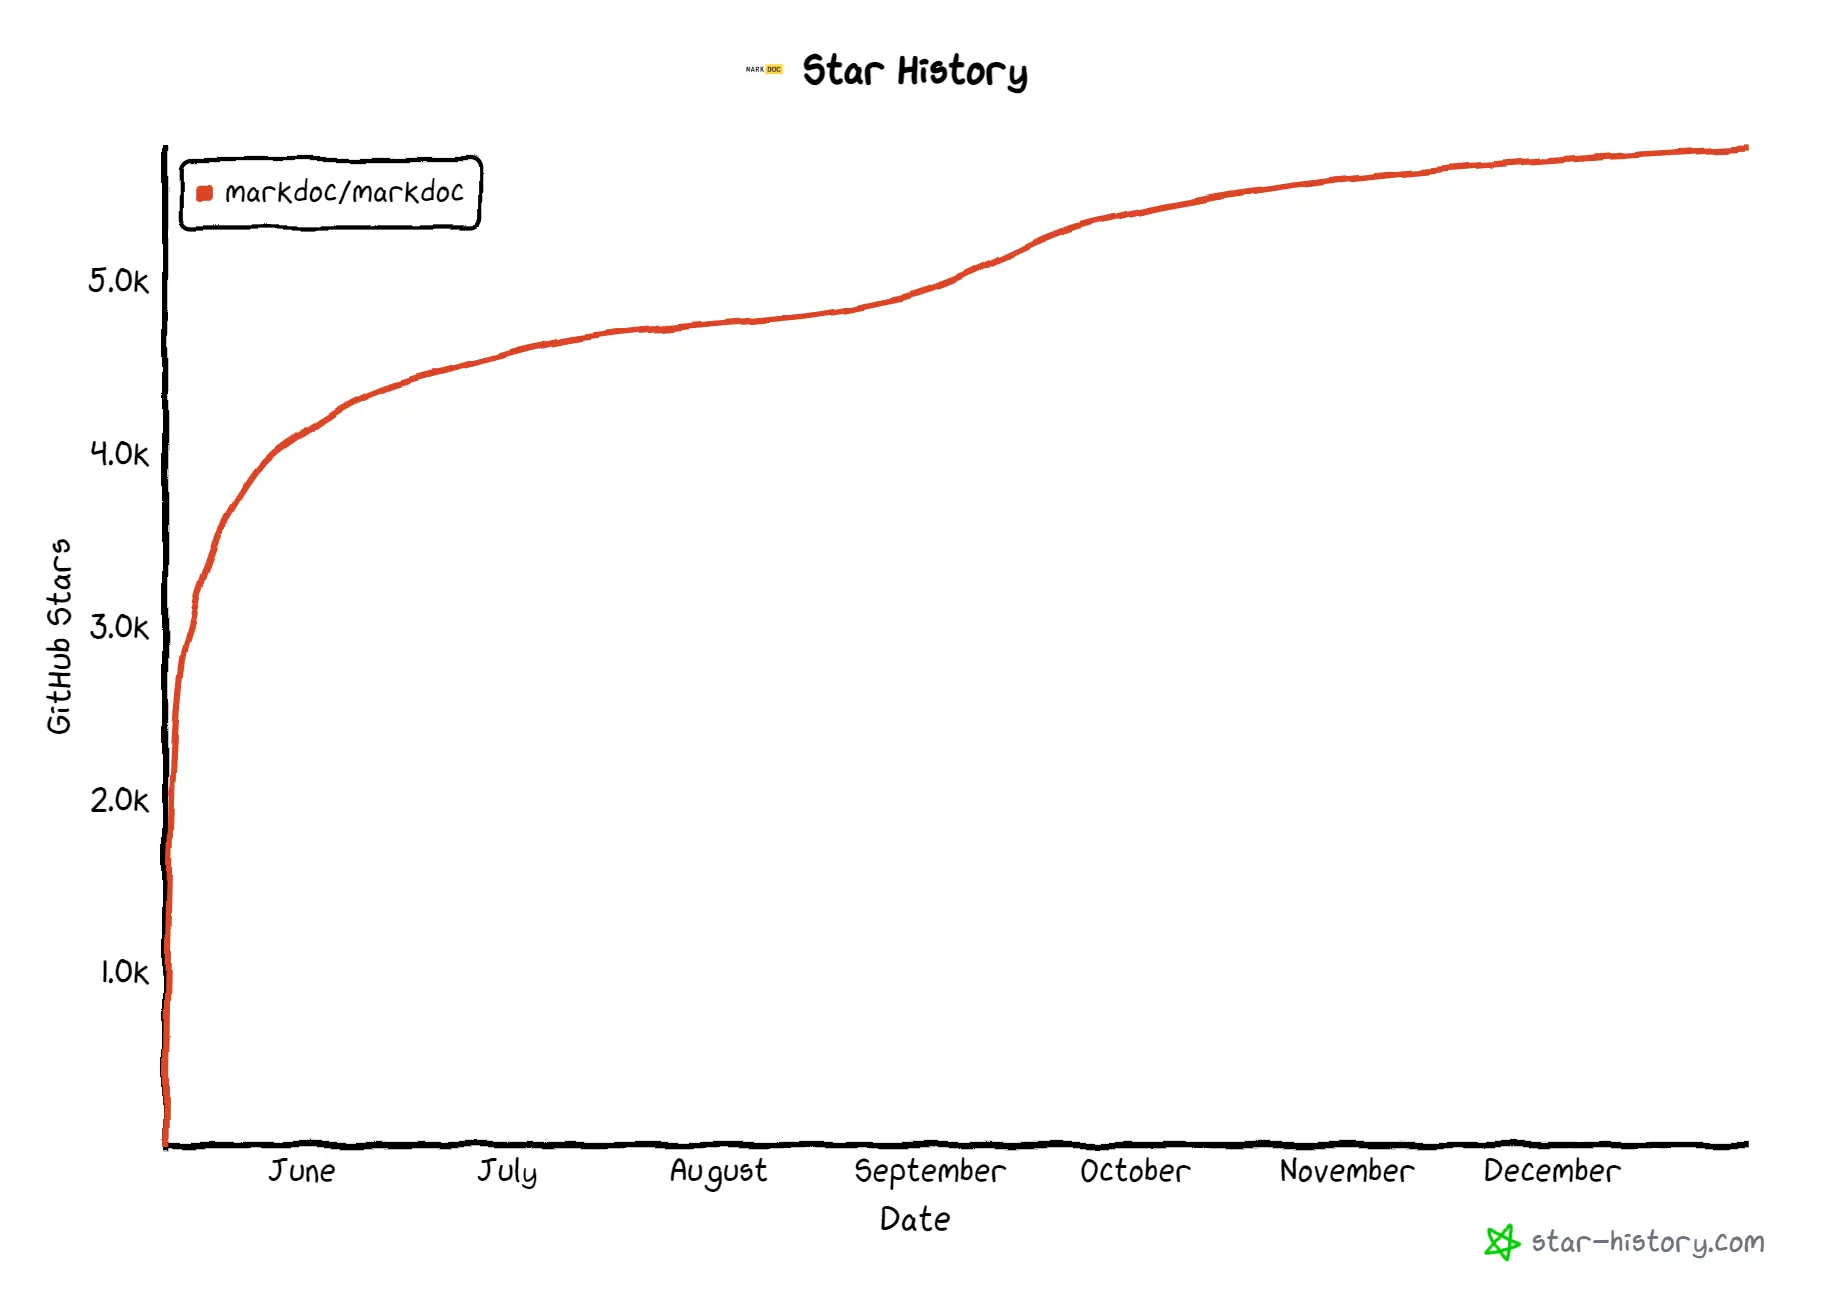 MARKDOC Star History
markdoc/markdoc
5.0k
4.0k
3.0k
2.0k
1.0k
GitHub Stars
June July August September October November December
Date
star-history.com